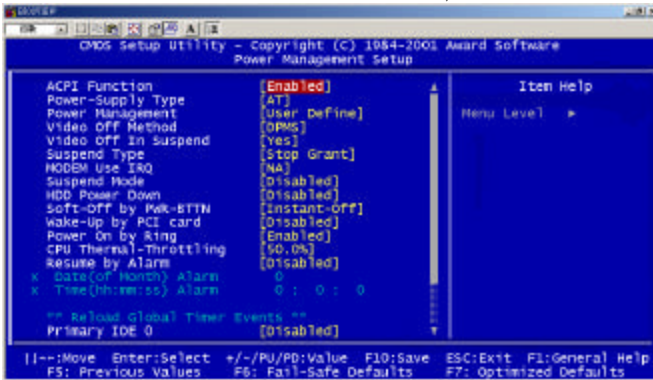 CMOS Setup Utility - Copyright (C) 1984-2001 Award Software
Power Management Setup
ACPI Function [Enabled]
Power-Supply Type [AT]
Power Management [User Define]
Video Off Method [DPMS]
Video Off In Suspend [Yes]
Suspend Type [Stop Grant]
MODEM Use IRQ [NA]
Suspend Mode [Disabled]
HDD Power Down [Disabled]
Soft-Off by PWR-BTTN [Instant-Off]
Wake-Up by PCI card [Disabled]
Power On by Ring [Enabled]
CPU Thermal-Throttling [50.0%]
Resume by Alarm [Disabled]
x Date(of Month) Alarm 0
x Time(hh:mm:ss) Alarm 0 : 0 : 0
** Reload Global Timer Events **
Primary IDE 0 [Disabled]
Item Help
Menu Level ►
||--:Move Enter:Select +/-/PU/PD:Value F10:Save ESC:Exit F1:General Help
F5: Previous Values F6: Fail-Safe Defaults F7: Optimized Defaults